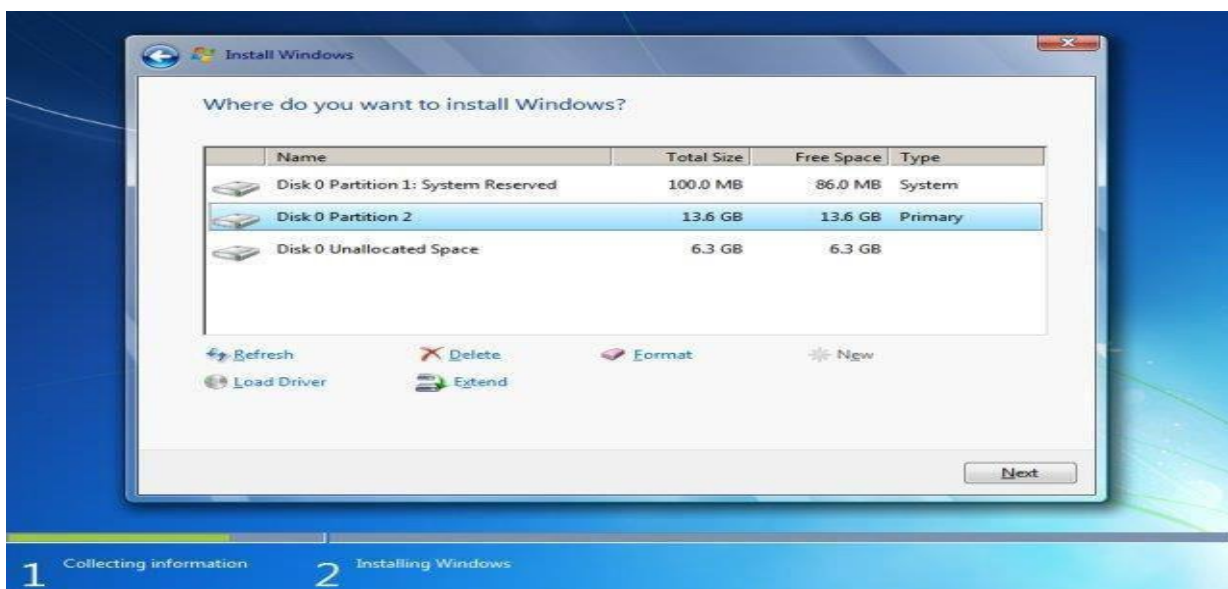 Install Windows
Where do you want to install Windows?
Name Total Size Free Space Type
Disk 0 Partition 1: System Reserved 100.0 MB 86.0 MB System
Disk 0 Partition 2 13.6 GB 13.6 GB Primary
Disk 0 Unallocated Space 6.3 GB 6.3 GB
Refresh Delete Format New
Load Driver Extend
Next
1 Collecting information 2 Installing Windows